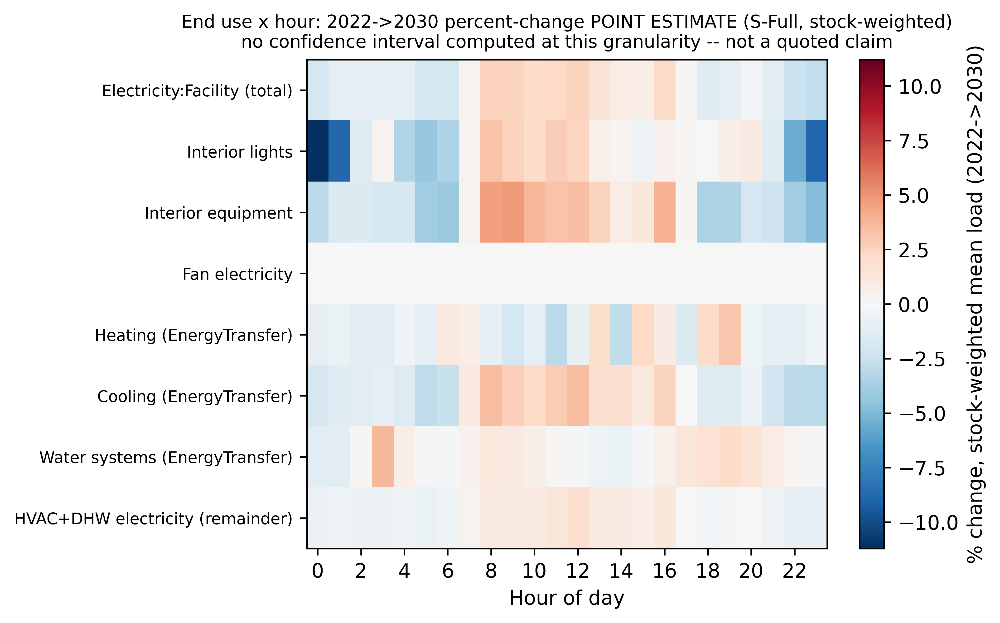 End use x hour: 2022->2030 percent-change POINT ESTIMATE (S-Full, stock-weighted)
no confidence interval computed at this granularity -- not a quoted claim
Electricity:Facility (total)
Interior lights
Interior equipment
Fan electricity
Heating (EnergyTransfer)
Cooling (EnergyTransfer)
Water systems (EnergyTransfer)
HVAC+DHW electricity (remainder)
0 2 4 6 8 10 12 14 16 18 20 22
Hour of day
10.0
7.5
5.0
2.5
0.0
−2.5
−5.0
−7.5
−10.0
% change, stock-weighted mean load (2022->2030)